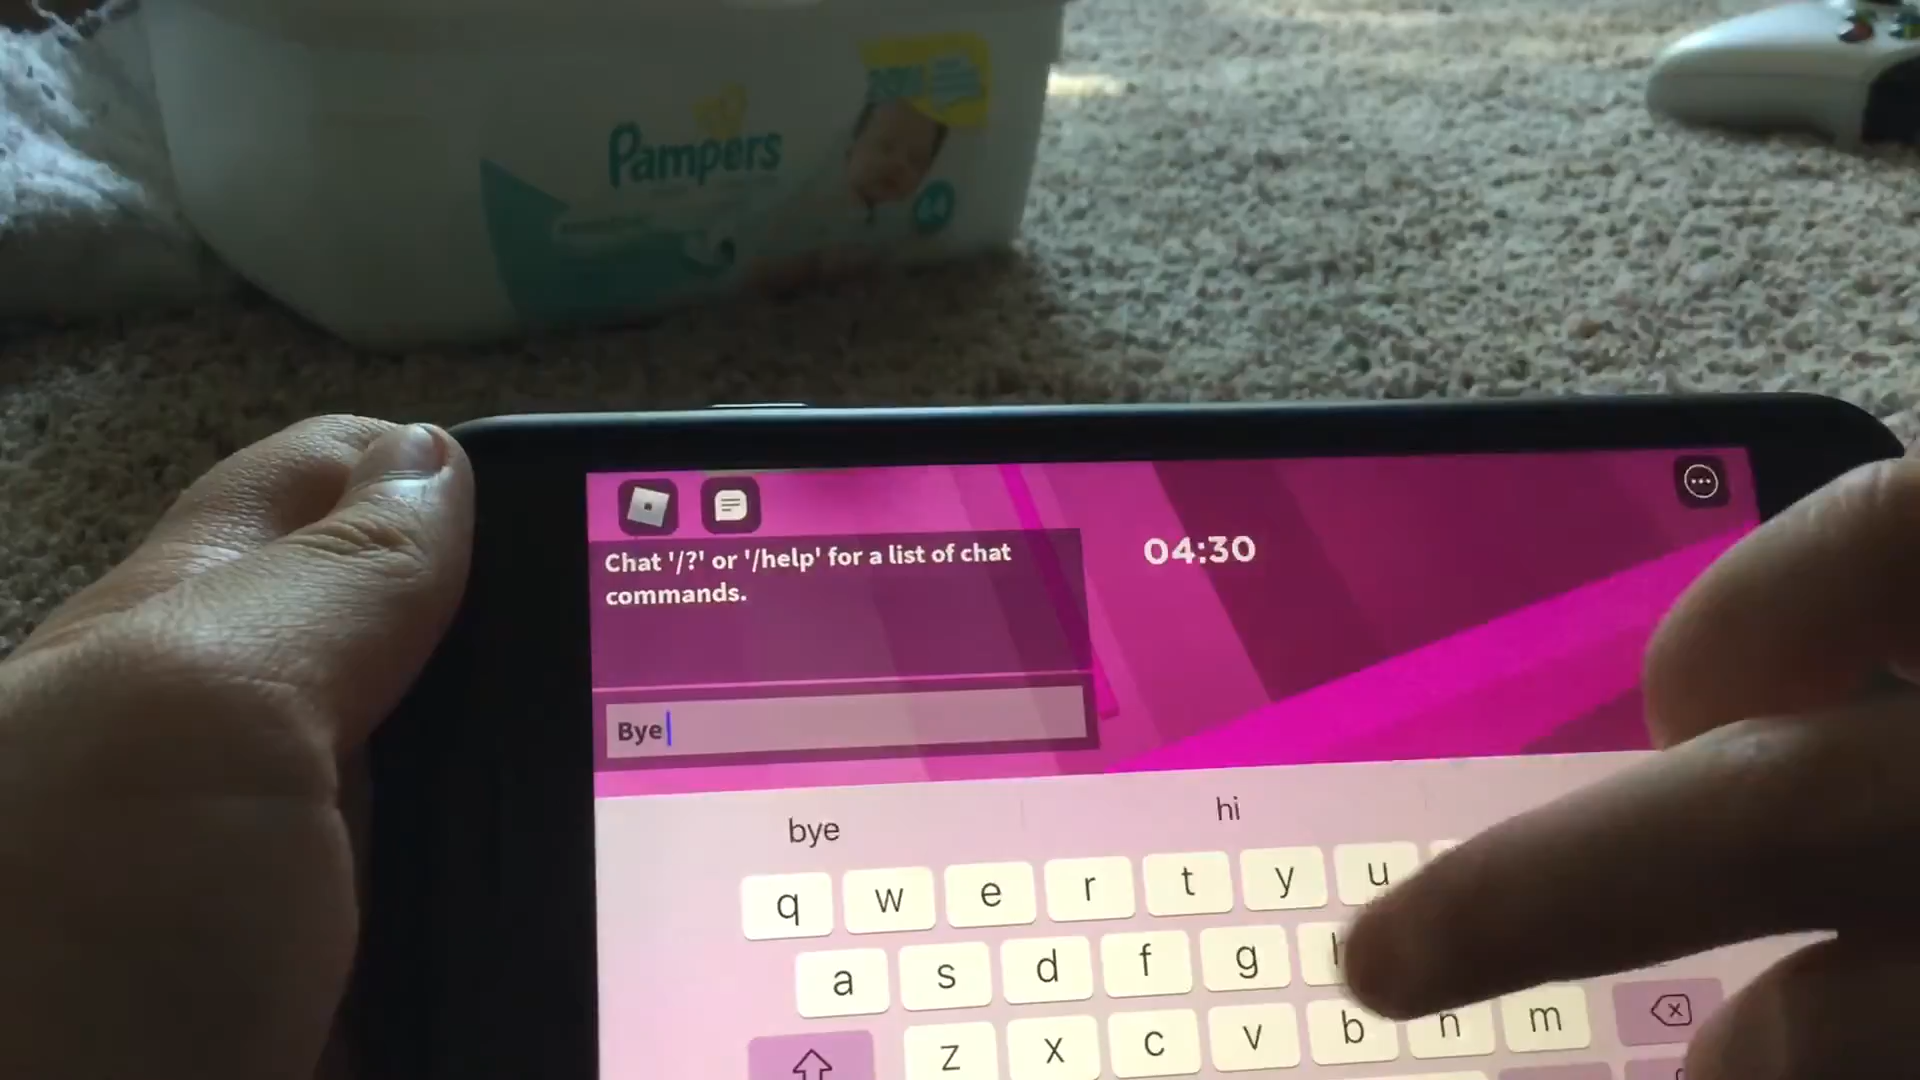 Pampers
Chat '/?' or '/help' for a list of chat
commands.
04:30
Bye
bye
hi
q w e r t y u
a s d f g
z x c v b n m